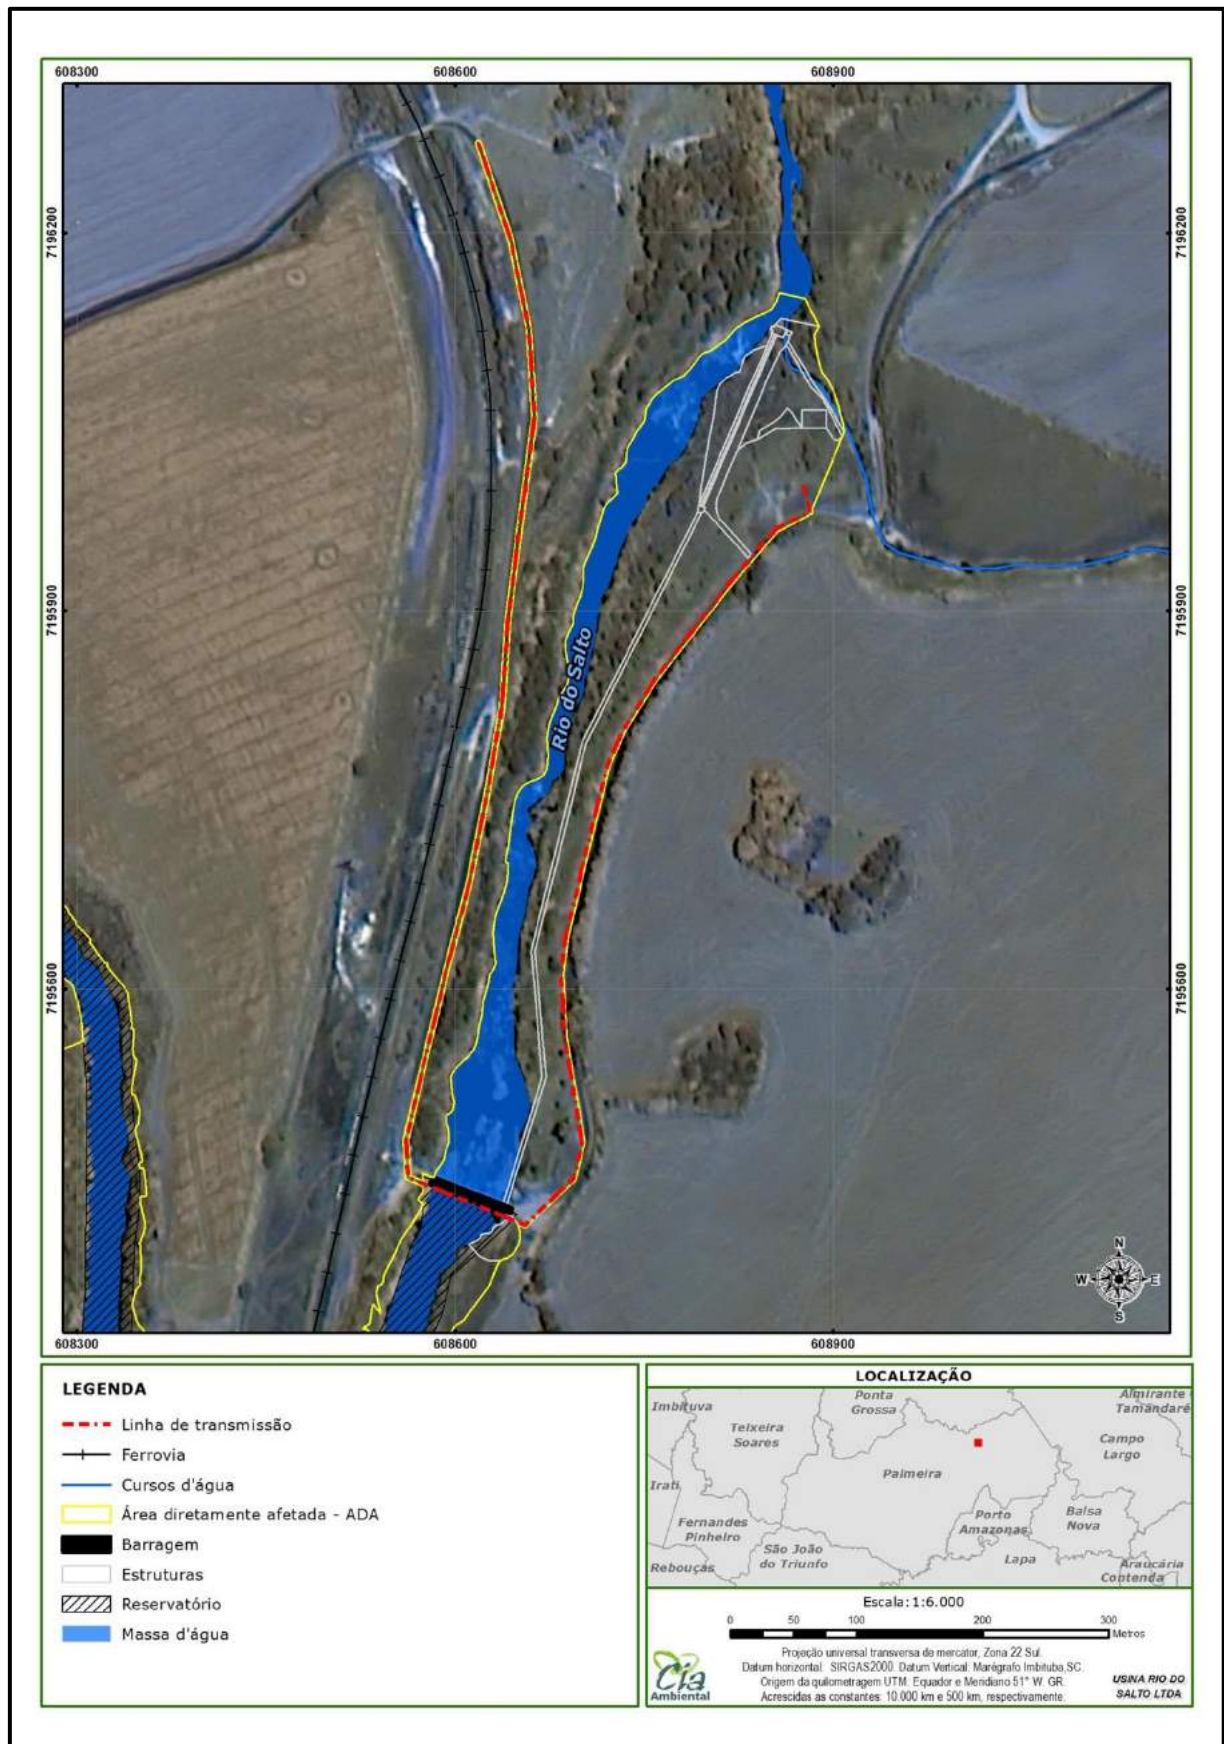 608300
608600
608900
7196200
7196200
7195900
7195900
Rio do Salto
7195600
7195600
N
W
E
S
608300
608600
608900
LEGENDA
Linha de transmissão
Ferrovia
Cursos d'água
Área diretamente afetada - ADA
Barragem
Estruturas
Reservatório
Massa d'água
LOCALIZAÇÃO
Imbituva
Teixeira
Soares
Ponta
Grossa
Almirante
Tamandaré
Campo
Largo
Irati
Palmeira
Fernandes
Pinheiro
Porto
Amazonas
Balsa
Nova
Rebouças
São João
do Triunfo
Lapa
Araucária
Contenda
Escala: 1:6.000
0 50 100 200 300
Metros
Projeção universal transversa de mercator, Zona 22 Sul.
Datum horizontal: SIRGAS2000. Datum Vertical: Marégrafo Imbituba,SC.
Origem da quilometragem UTM: Equador e Meridiano 51° W. GR.
Acrescidas as constantes: 10.000 km e 500 km, respectivamente.
Cia
Ambiental
USINA RIO DO
SALTO LTDA